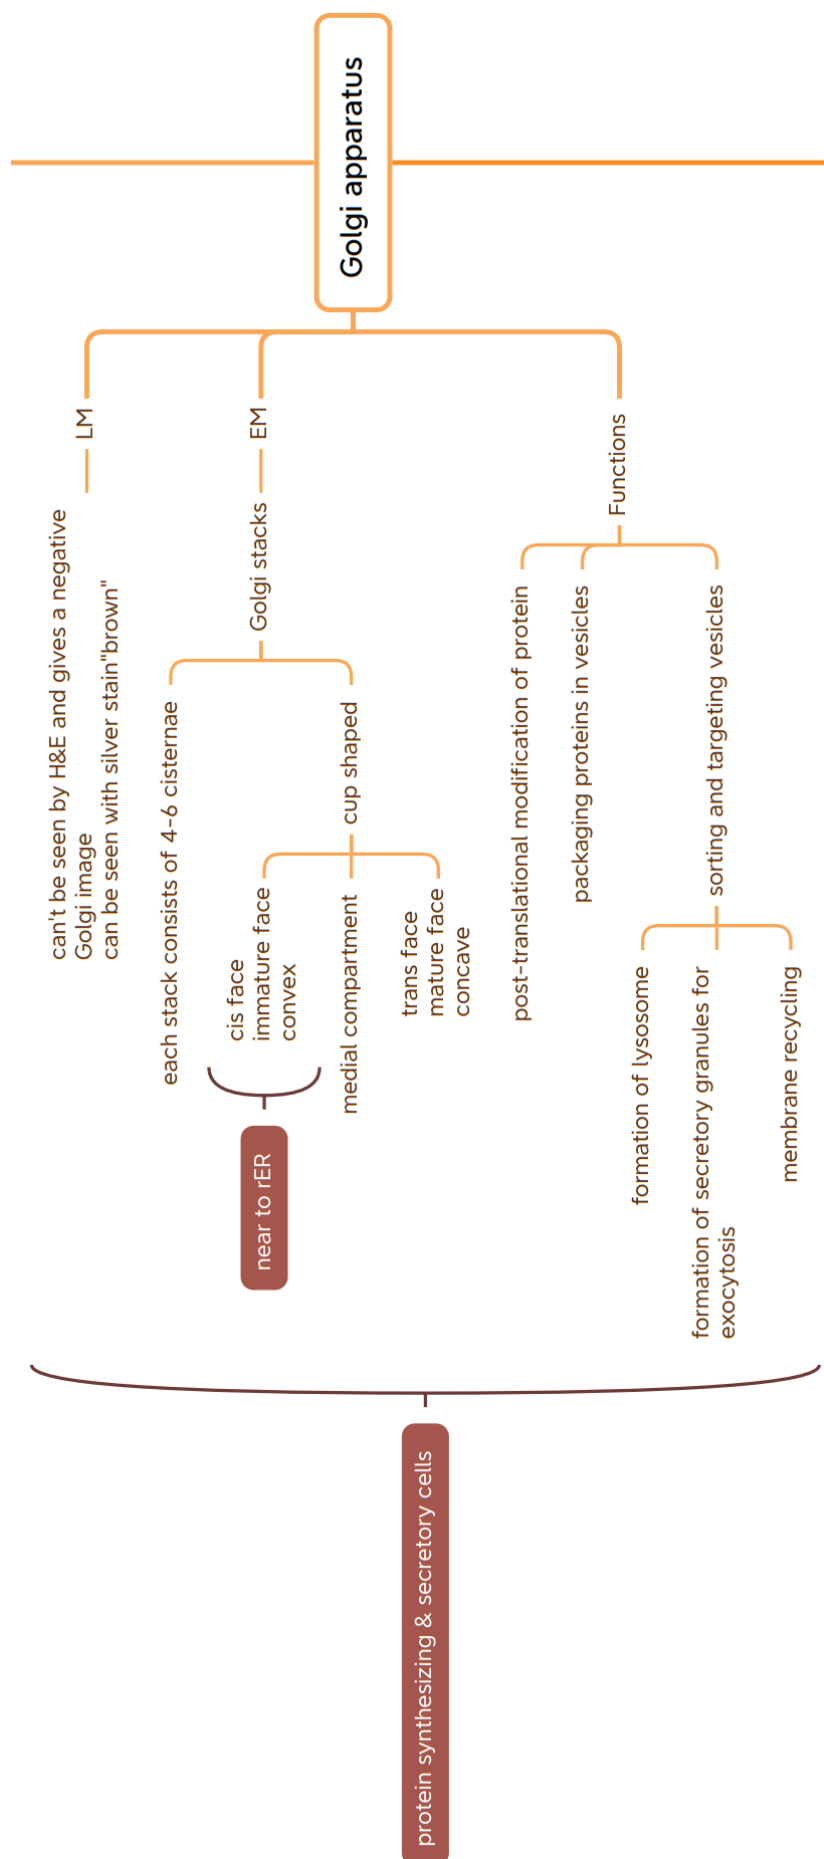 Golgi apparatus
LM
can't be seen by H&E and gives a negative
Golgi image
can be seen with silver stain"brown"
EM
Golgi stacks
each stack consists of 4-6 cisternae
cup shaped
cis face
immature face
convex
near to rER
medial compartment
trans face
mature face
concave
Functions
post-translational modification of protein
packaging proteins in vesicles
sorting and targeting vesicles
formation of lysosome
formation of secretory granules for
exocytosis
membrane recycling
protein synthesizing & secretory cells